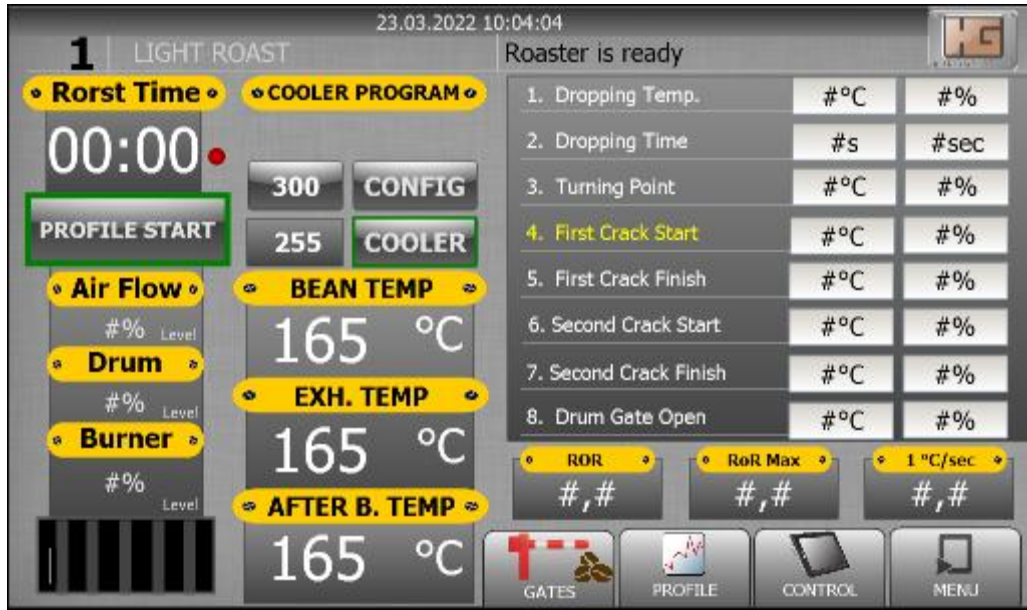 23.03.2022 10:04:04
1 LIGHT ROAST
Roaster is ready
HG
Rorst Time
00:00
PROFILE START
Air Flow
#% Level
Drum
#% Level
Burner
#%
Level
COOLER PROGRAM
300 CONFIG
255 COOLER
BEAN TEMP
165 °C
EXH. TEMP
165 °C
AFTER B. TEMP
165 °C
1. Dropping Temp. #°C #%
2. Dropping Time #s #sec
3. Turning Point #°C #%
4. First Crack Start #°C #%
5. First Crack Finish #°C #%
6. Second Crack Start #°C #%
7. Second Crack Finish #°C #%
8. Drum Gate Open #°C #%
ROR RoR Max 1 °C/sec
#,# #,# #,#
GATES PROFILE CONTROL MENU